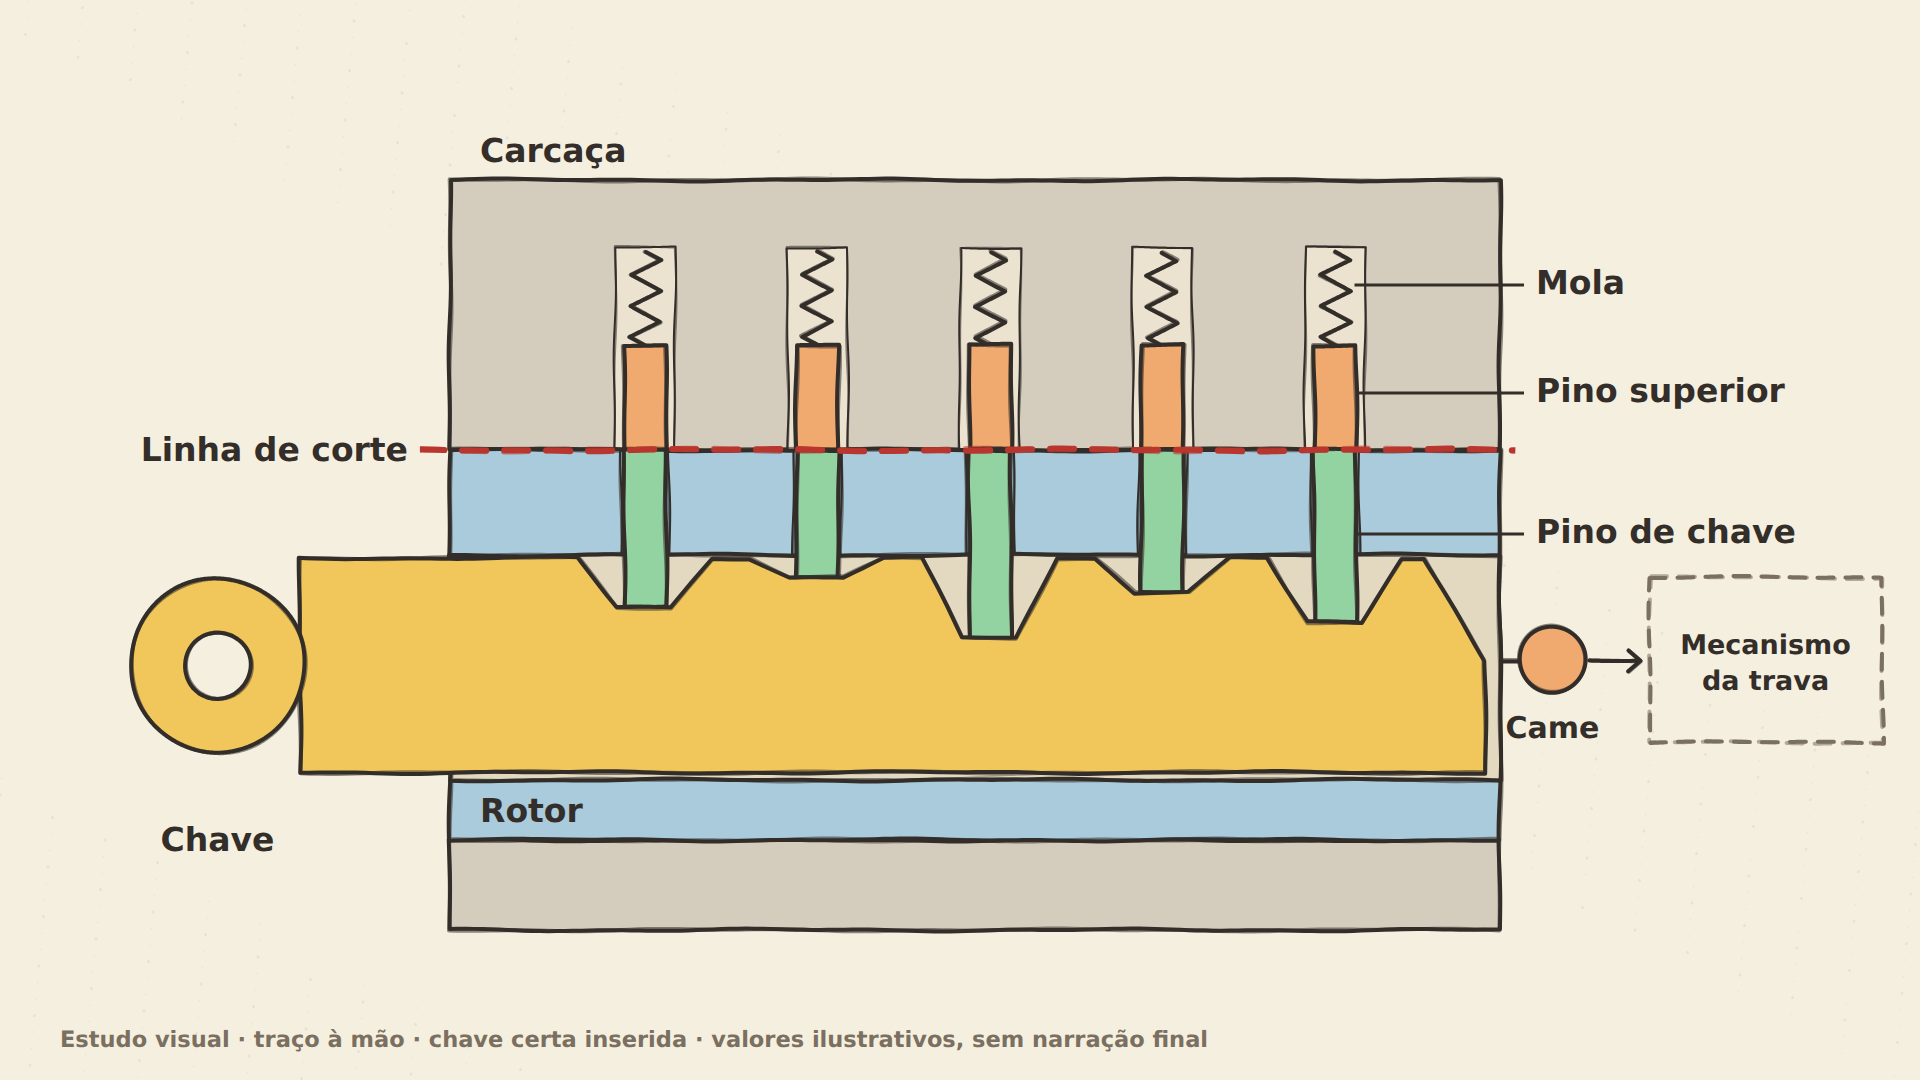 Carcaça
Mola
Pino superior
Linha de corte
Pino de chave
Mecanismo
da trava
Came
Rotor
Chave
Estudo visual · traço à mão · chave certa inserida · valores ilustrativos, sem narração final